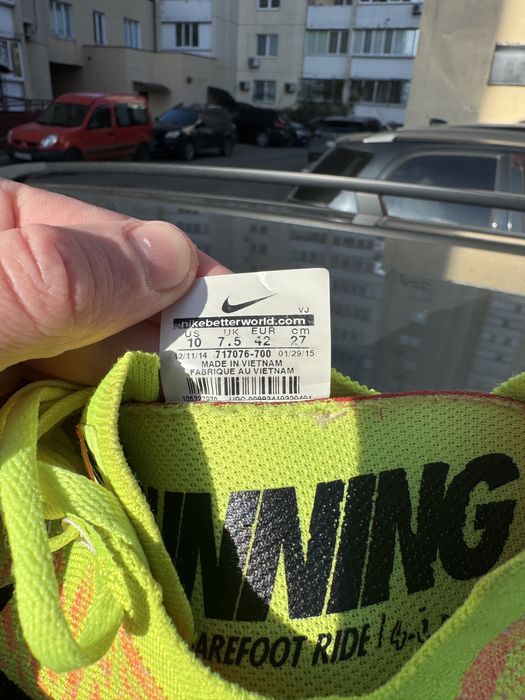 VJ
nikebetterworld.com
US UK EUR cm
10 7.5 42 27
12/11/14 717076-700 01/29/15
MADE IN VIETNAM
FABRIQUE AU VIETNAM
NNING
AREFOOT RIDE |